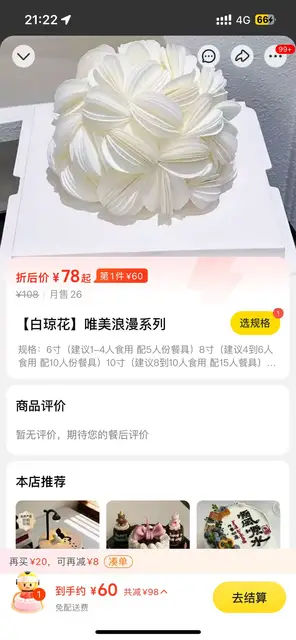 21:22
4G 66
99+
折后价 ¥78起 第1件 ¥60
¥108 月售 26
【白琼花】唯美浪漫系列
选规格
1
规格：6寸（建议1-4人食用 配5人份餐具）8寸（建议4到6人
食用 配10人份餐具）10寸（建议8到10人食用 配15人餐具）...
商品评价
暂无评价，期待您的餐后评价
本店推荐
顺风顺水
再买¥20，可再减¥8 凑单
1
到手约 ¥60 共减¥98
免配送费
去结算